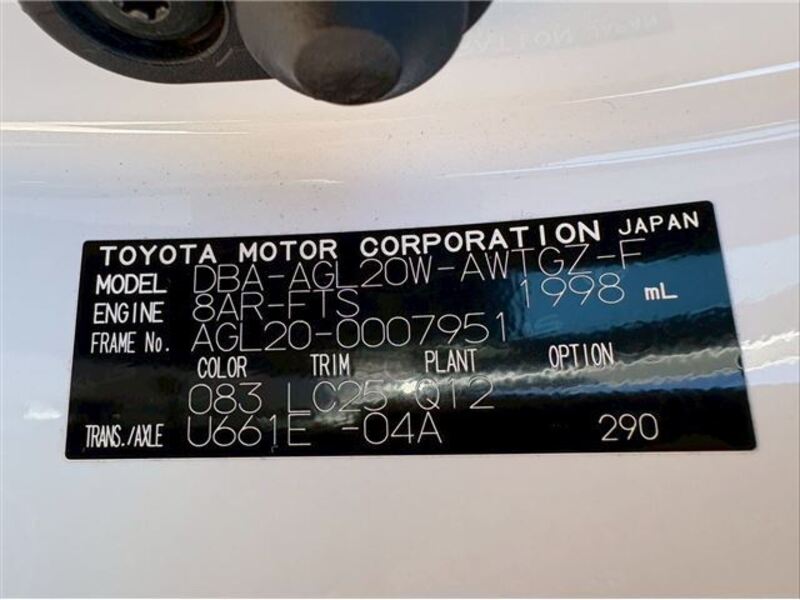 TOYOTA MOTOR CORPORATION JAPAN
MODEL DBA-AGL20W-AWTGZ-F
ENGINE 8AR-FTS 1998 mL
FRAME No. AGL20-0007951
COLOR TRIM PLANT OPTION
083 LC25 Q12
TRANS./AXLE U661E -04A 290